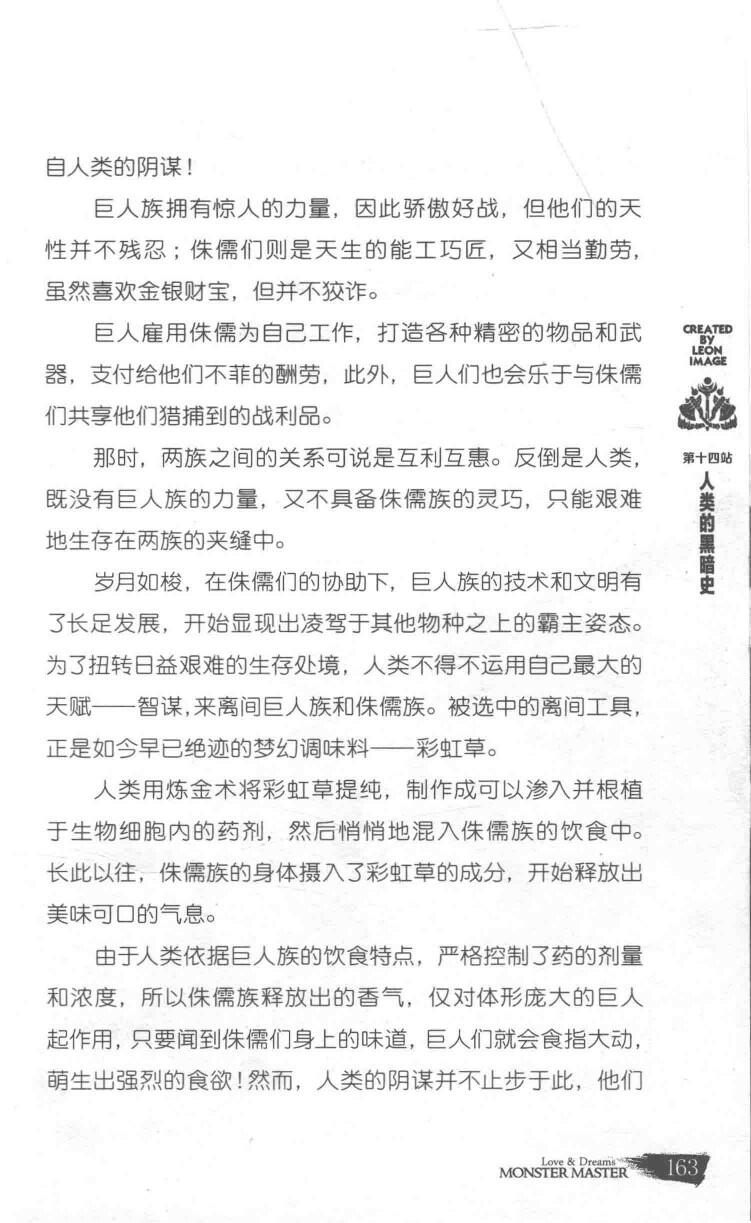 自人类的阴谋！
巨人族拥有惊人的力量，因此骄傲好战，但他们的天
性并不残忍；侏儒们则是天生的能工巧匠，又相当勤劳，
虽然喜欢金银财宝，但并不狡诈。
巨人雇用侏儒为自己工作，打造各种精密的物品和武
器，支付给他们不菲的酬劳，此外，巨人们也会乐于与侏儒
们共享他们猎捕到的战利品。
那时，两族之间的关系可说是互利互惠。反倒是人类，
既没有巨人族的力量，又不具备侏儒族的灵巧，只能艰难
地生存在两族的夹缝中。
岁月如梭，在侏儒们的协助下，巨人族的技术和文明有
了长足发展，开始显现出凌驾于其他物种之上的霸主姿态。
为了扭转日益艰难的生存处境，人类不得不运用自己最大的
天赋——智谋，来离间巨人族和侏儒族。被选中的离间工具，
正是如今早已绝迹的梦幻调味料——彩虹草。
人类用炼金术将彩虹草提纯，制作成可以渗入并根植
于生物细胞内的药剂，然后悄悄地混入侏儒族的饮食中。
长此以往，侏儒族的身体摄入了彩虹草的成分，开始释放出
美味可口的气息。
由于人类依据巨人族的饮食特点，严格控制了药的剂量
和浓度，所以侏儒族释放出的香气，仅对体形庞大的巨人
起作用，只要闻到侏儒们身上的味道，巨人们就会食指大动，
萌生出强烈的食欲！然而，人类的阴谋并不止步于此，他们
CREATED
BY
LEON
IMAGE
第十四站
人类的黑暗史
Love & Dreams
MONSTER MASTER
163